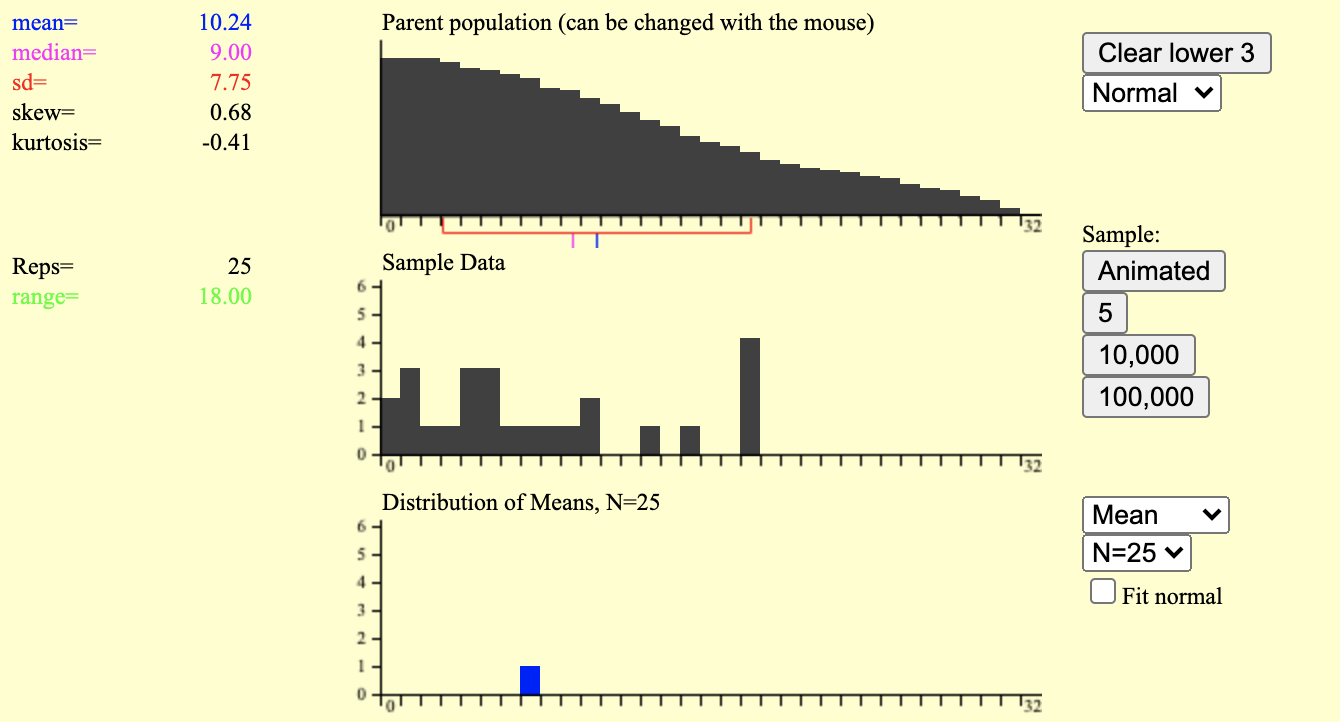 mean= 10.24
median= 9.00
sd= 7.75
skew= 0.68
kurtosis= -0.41
Parent population (can be changed with the mouse)
0 32
Clear lower 3
Normal
Reps= 25
range= 18.00
Sample Data
6
5
4
3
2
1
0
0 32
Sample:
Animated
5
10,000
100,000
Distribution of Means, N=25
6
5
4
3
2
1
0
0 32
Mean
N=25
Fit normal